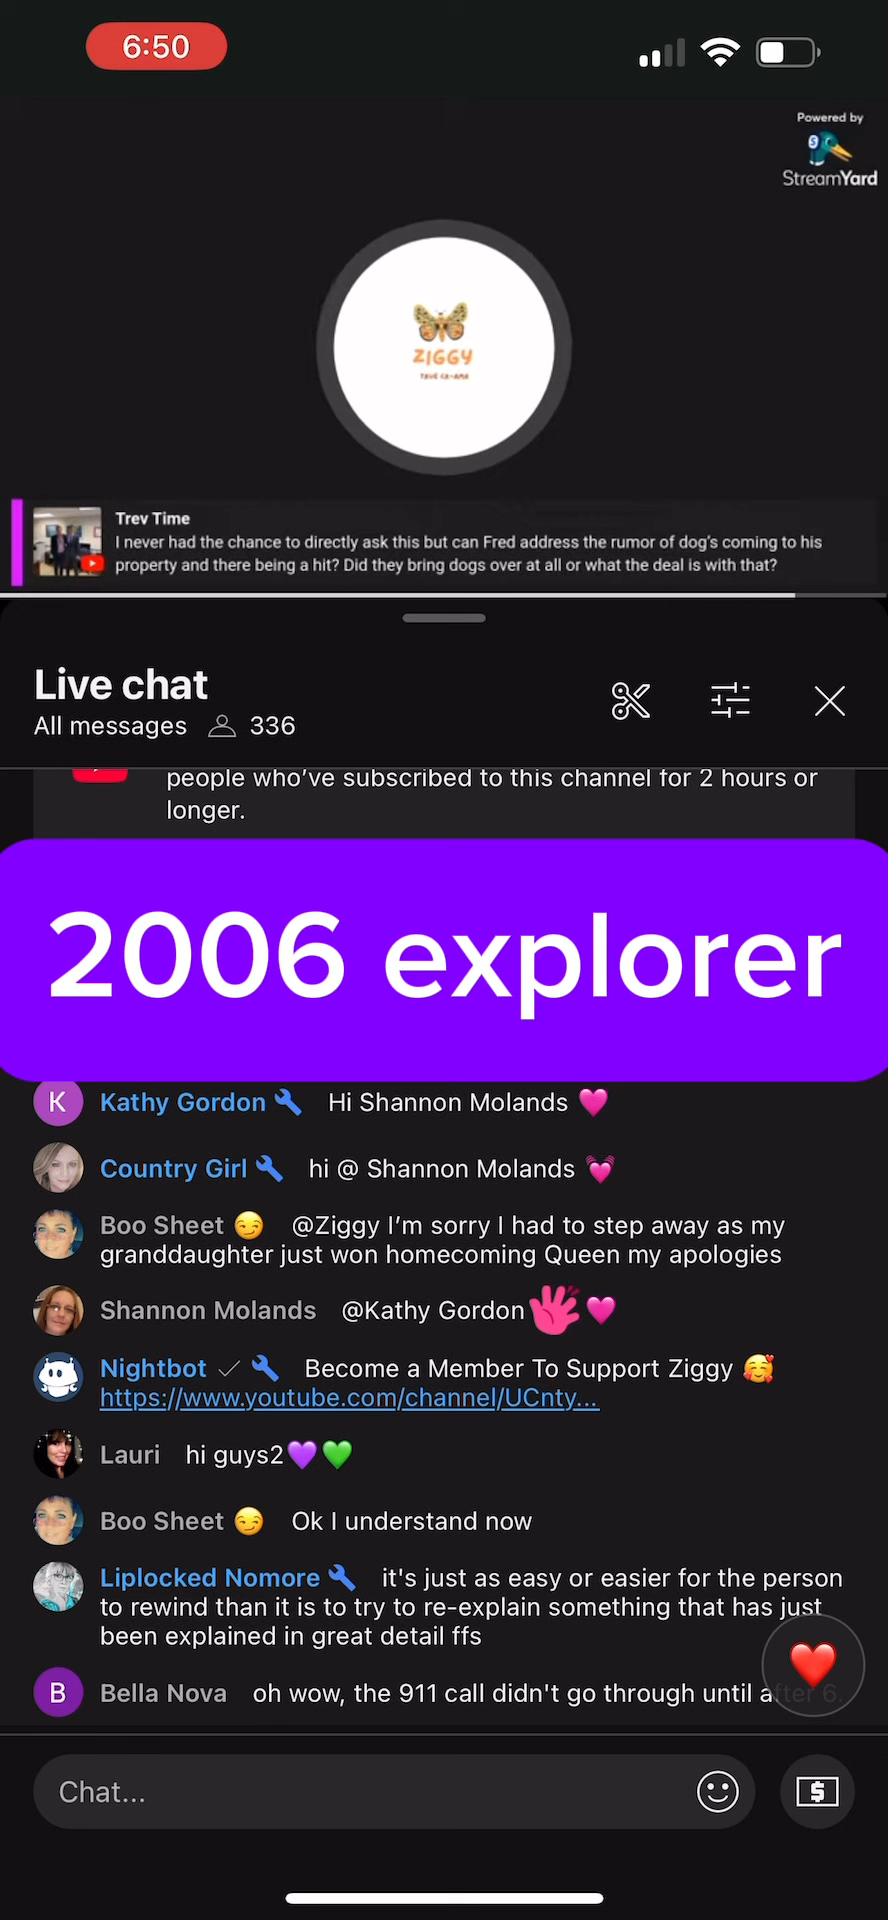 6:50
Powered by
StreamYard
ZIGGY
Trev Time
I never had the chance to directly ask this but can Fred address the rumor of dog's coming to his
property and there being a hit? Did they bring dogs over at all or what the deal is with that?
Live chat
All messages 336
people who've subscribed to this channel for 2 hours or
longer.
2006 explorer
K Kathy Gordon Hi Shannon Molands
Country Girl hi @ Shannon Molands
Boo Sheet @Ziggy I'm sorry I had to step away as my
granddaughter just won homecoming Queen my apologies
Shannon Molands @Kathy Gordon
Nightbot Become a Member To Support Ziggy
https://www.youtube.com/channel/UCnty...
Lauri hi guys2
Boo Sheet Ok I understand now
Liplocked Nomore it's just as easy or easier for the person
to rewind than it is to try to re-explain something that has just
been explained in great detail ffs
B Bella Nova oh wow, the 911 call didn't go through until after 6.
Chat...